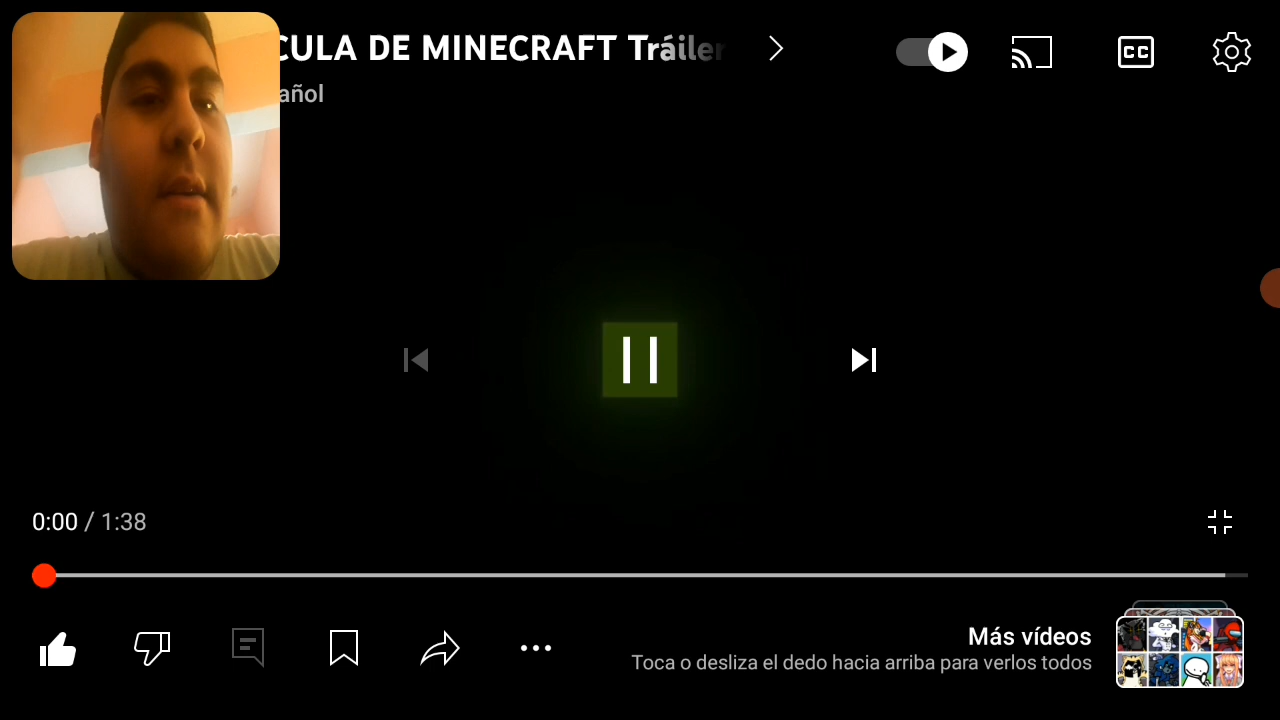 CULA DE MINECRAFT Tráiler
añol
CC
0:00 / 1:38
Más vídeos
Toca o desliza el dedo hacia arriba para verlos todos